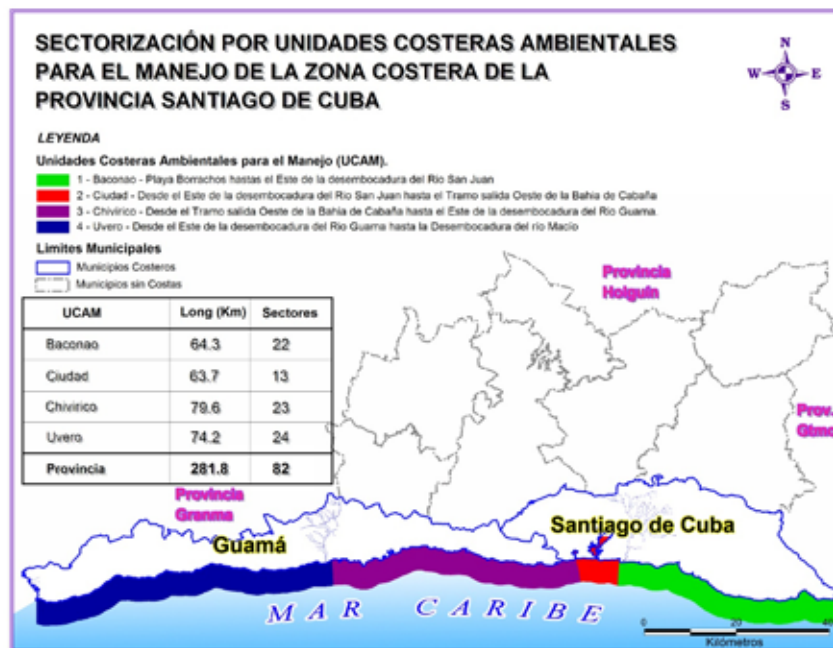 SECTORIZACIÓN POR UNIDADES COSTERAS AMBIENTALES
PARA EL MANEJO DE LA ZONA COSTERA DE LA
PROVINCIA SANTIAGO DE CUBA
N
W E
S
LEYENDA
Unidades Costeras Ambientales para el Manejo (UCAM).
1 - Baconao - Playa Borrachos hastas el Este de la desembocadura del Rio San Juan
2 - Ciudad - Desde el Este de la desembocadura del Rio San Juan hasta el Tramo salida Oeste de la Bahia de Cabaña
3 - Chivirico - Desde el Tramo salida Oeste de la Bahia de Cabaña hasta el Este de la desembocadura del Rio Guama.
4 - Uvero - Desde el Este de la desembocadura del Rio Guama hasta la Desembocadura del río Macío
Limites Municipales
Municipios Costeros
Municipios sin Costas
UCAM Long (Km) Sectores
Baconao 64.3 22
Ciudad 63.7 13
Chivirico 79.6 23
Uvero 74.2 24
Provincia 281.8 82
Provincia
Holguin
Prov.
Gtmo
Provincia
Granma
Guamá
Santiago de Cuba
MAR CARIBE
0 20 40
Kilómetros